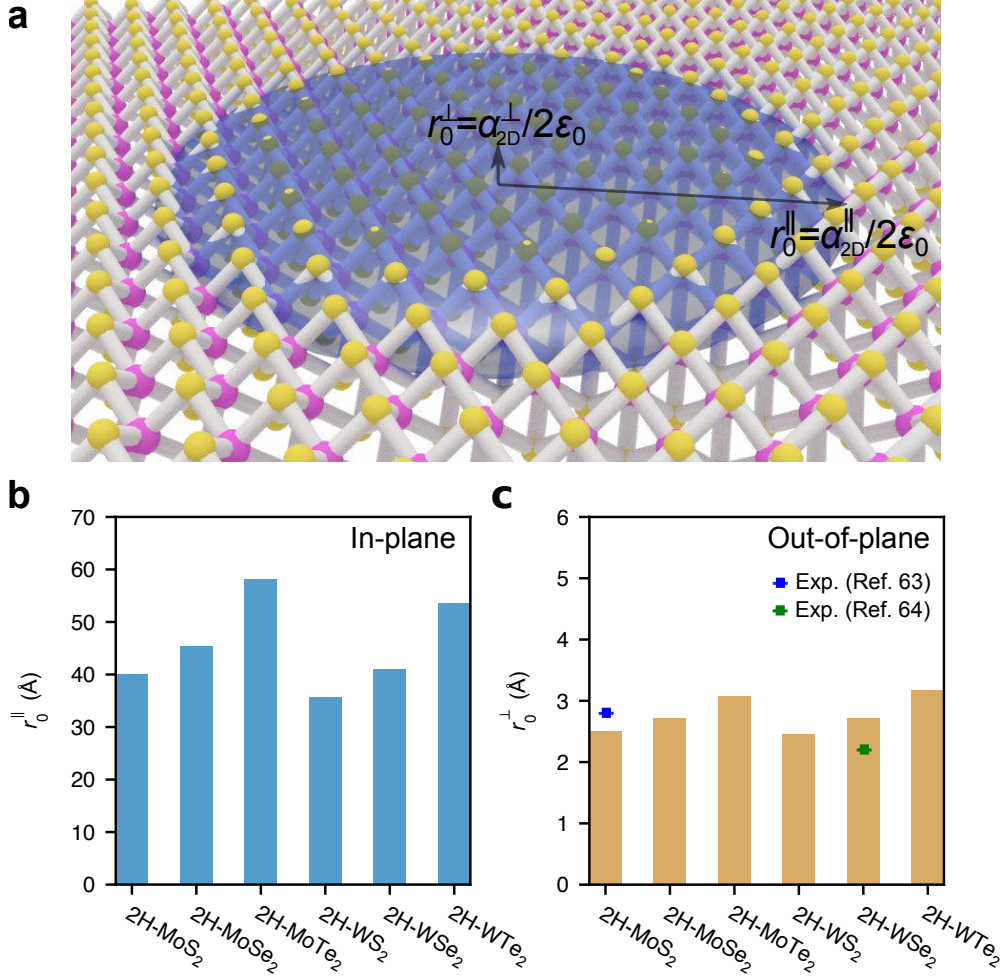 a
r₀^⊥=α₂D^⊥/2ε₀
r₀^∥=α₂D^∥/2ε₀
b
In-plane
70
60
50
40
30
20
10
0
r₀^∥ (Å)
2H-MoS₂
2H-MoSe₂
2H-MoTe₂
2H-WS₂
2H-WSe₂
2H-WTe₂
c
Out-of-plane
Exp. (Ref. 63)
Exp. (Ref. 64)
6
5
4
3
2
1
0
r₀^⊥ (Å)
2H-MoS₂
2H-MoSe₂
2H-MoTe₂
2H-WS₂
2H-WSe₂
2H-WTe₂